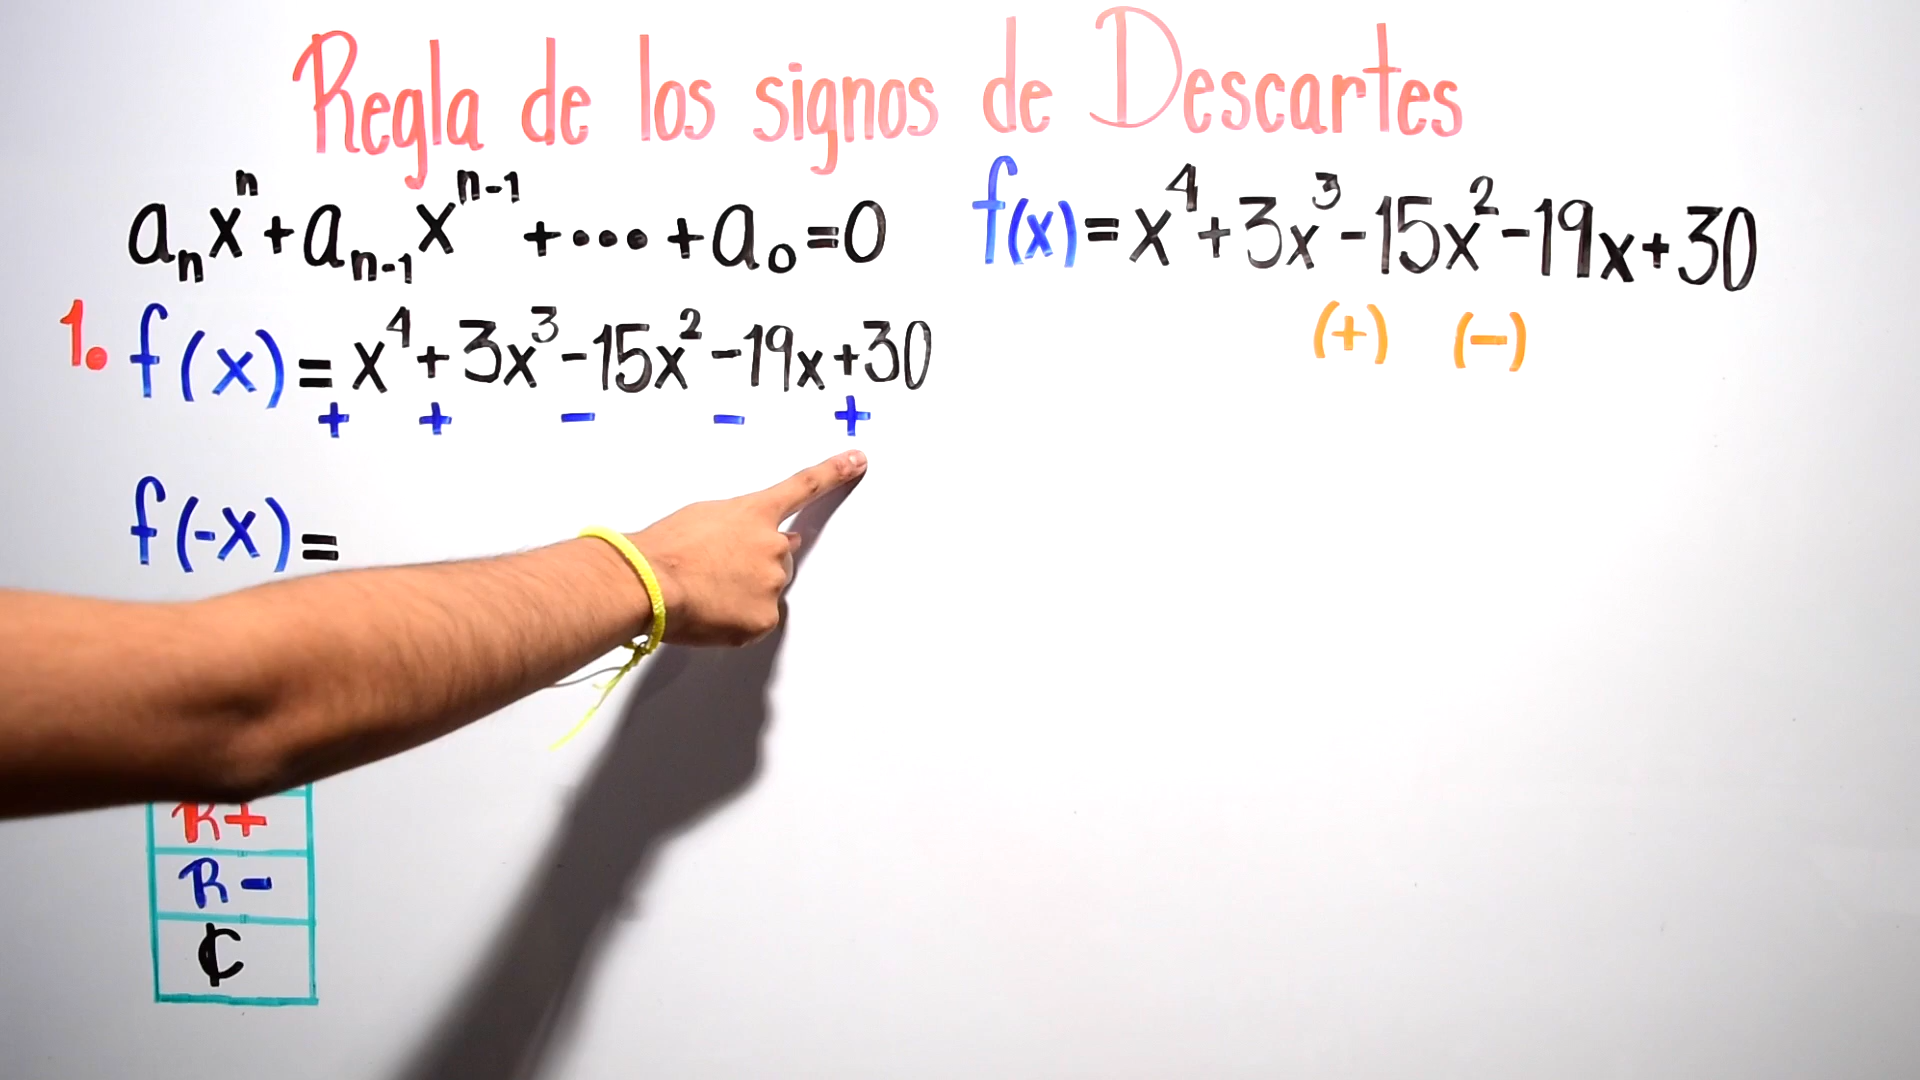 Regla de los signos de Descartes
aₙxⁿ+aₙ₋₁xⁿ⁻¹+•••+a₀=0
1. f(x)=x⁴+3x³-15x²-19x+30
+ + - - +
f(-x)=
R+
R-
ℂ
f(x)=x⁴+3x³-15x²-19x+30
(+) (-)